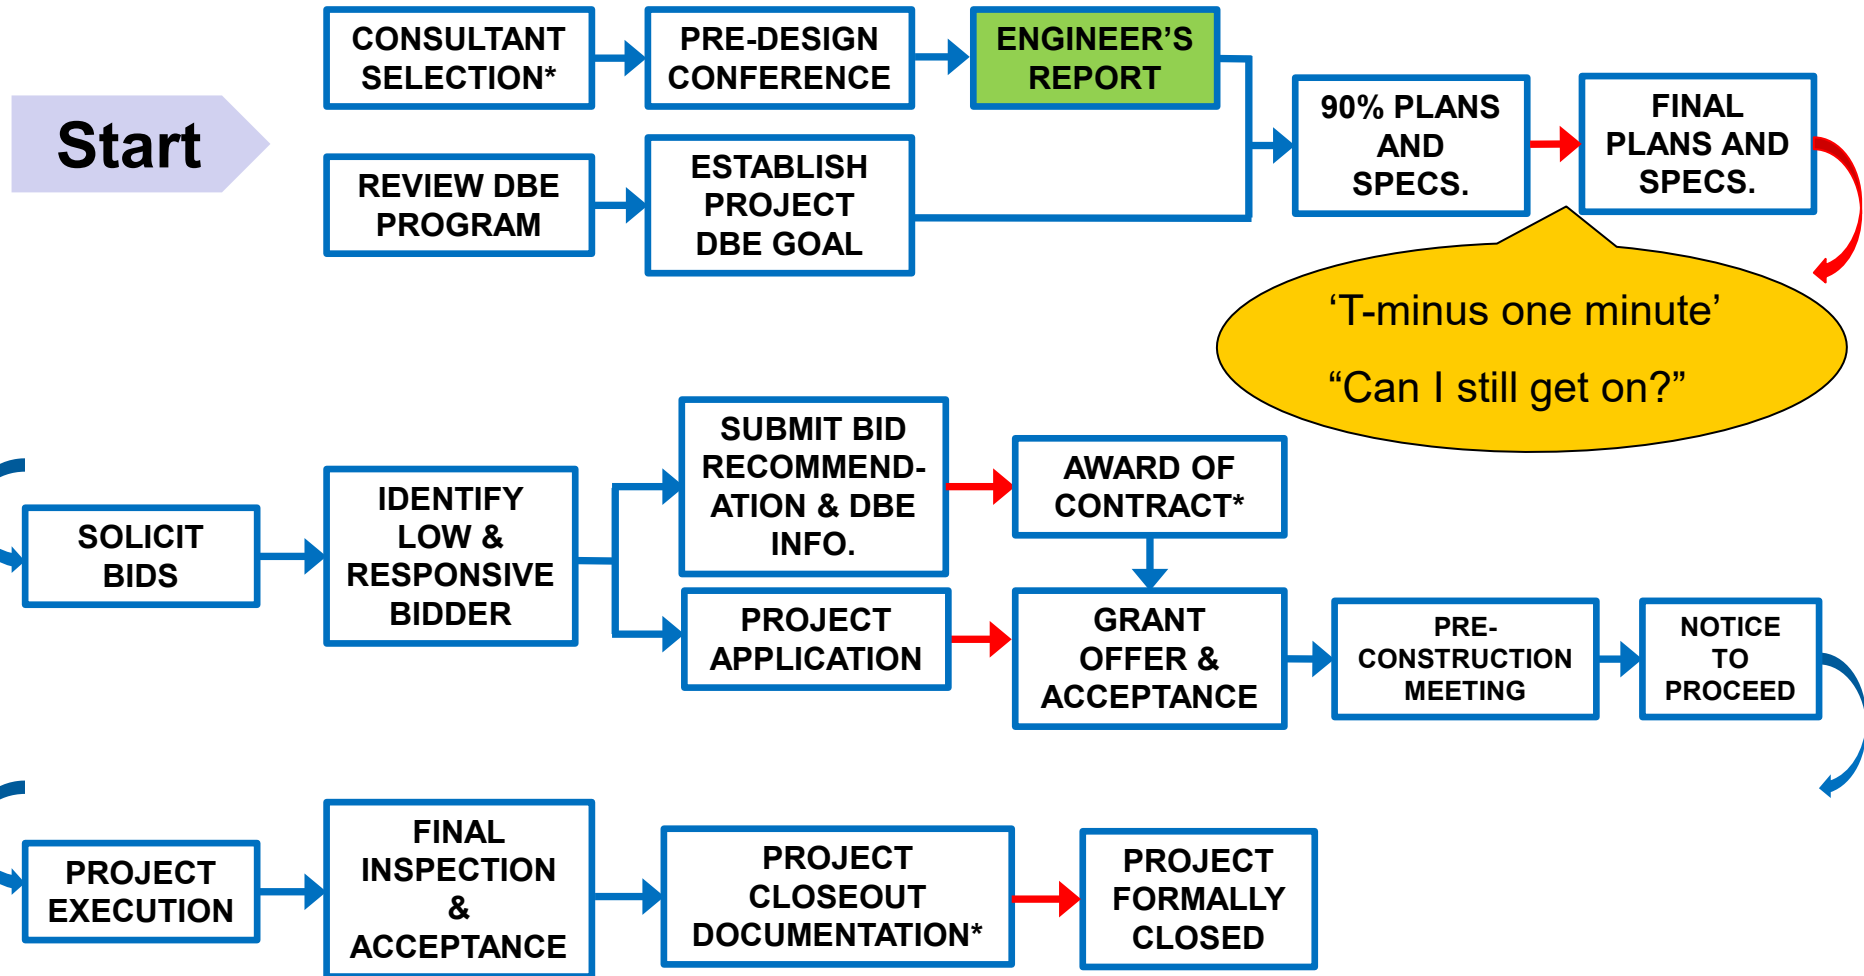 Start
CONSULTANT
SELECTION*
PRE-DESIGN
CONFERENCE
ENGINEER’S
REPORT
REVIEW DBE
PROGRAM
ESTABLISH
PROJECT
DBE GOAL
90% PLANS
AND
SPECS.
FINAL
PLANS AND
SPECS.
‘T-minus one minute’
“Can I still get on?”
SOLICIT
BIDS
IDENTIFY
LOW &
RESPONSIVE
BIDDER
SUBMIT BID
RECOMMEND-
ATION & DBE
INFO.
AWARD OF
CONTRACT*
PROJECT
APPLICATION
GRANT
OFFER &
ACCEPTANCE
PRE-
CONSTRUCTION
MEETING
NOTICE
TO
PROCEED
PROJECT
EXECUTION
FINAL
INSPECTION
&
ACCEPTANCE
PROJECT
CLOSEOUT
DOCUMENTATION*
PROJECT
FORMALLY
CLOSED